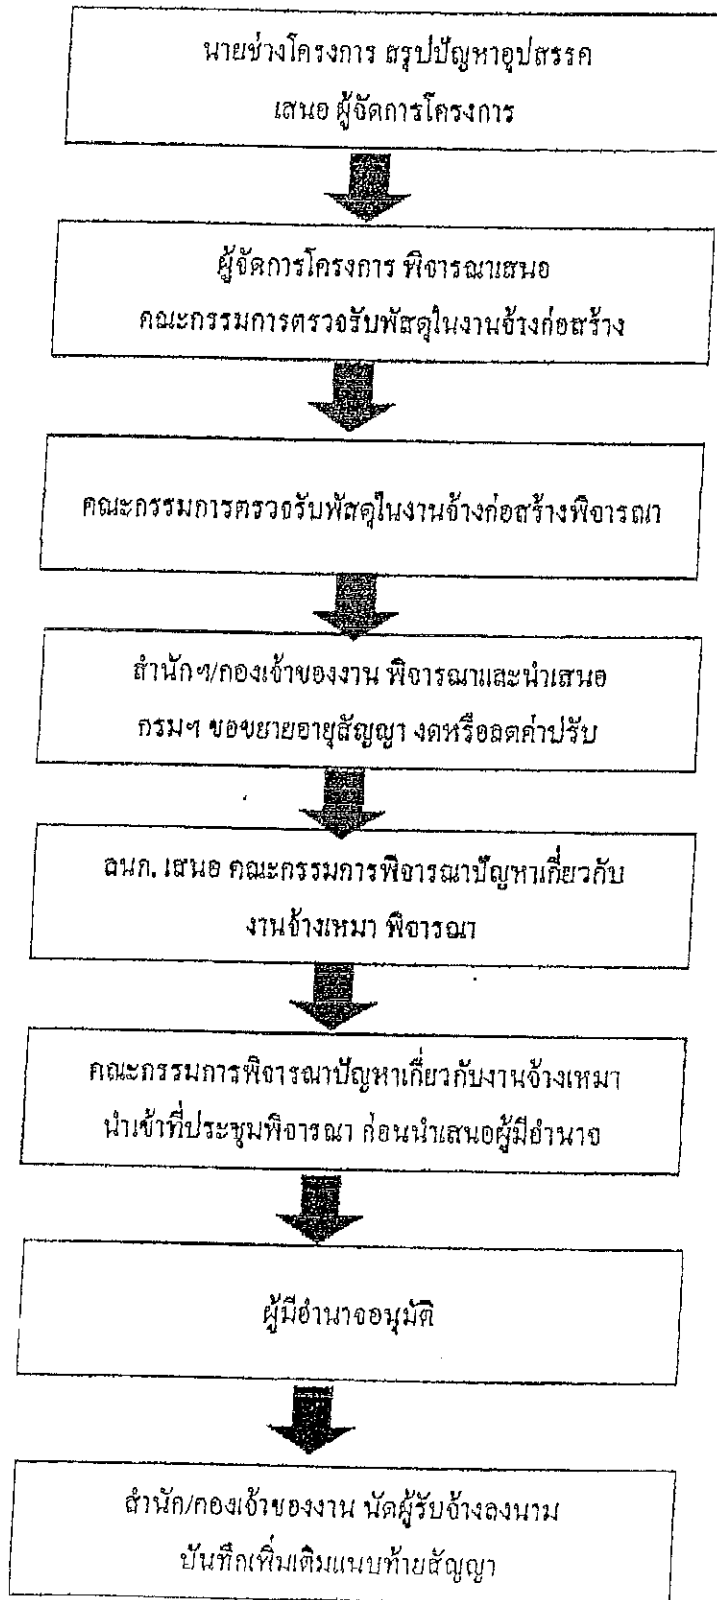 นายช่างโครงการ สรุปปัญหาอุปสรรค
เสนอ ผู้จัดการโครงการ
ผู้จัดการโครงการ พิจารณาเสนอ
คณะกรรมการตรวจรับพัสดุในงานจ้างก่อสร้าง
คณะกรรมการตรวจรับพัสดุในงานจ้างก่อสร้างพิจารณา
สำนักฯ/กองเจ้าของงาน พิจารณาและนำเสนอ
กรมฯ ขอขยายอายุสัญญา งดหรือลดค่าปรับ
ลนก. เสนอ คณะกรรมการพิจารณาปัญหาเกี่ยวกับ
งานจ้างเหมา พิจารณา
คณะกรรมการพิจารณาปัญหาเกี่ยวกับงานจ้างเหมา
นำเข้าที่ประชุมพิจารณา ก่อนนำเสนอผู้มีอำนาจ
ผู้มีอำนาจอนุมัติ
สำนัก/กองเจ้าของงาน นัดผู้รับจ้างลงนาม
บันทึกเพิ่มเติมแนบท้ายสัญญา